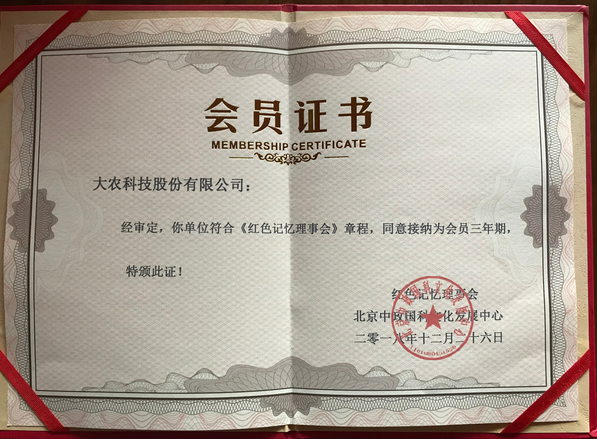 会员证书
MEMBERSHIP CERTIFICATE
大农科技股份有限公司：
经审定，你单位符合《红色记忆理事会》章程，同意接纳为会员三年期，
特颁此证！
红色记忆理事会
北京中政国科文化发展中心
二零一八年十二月二十六日